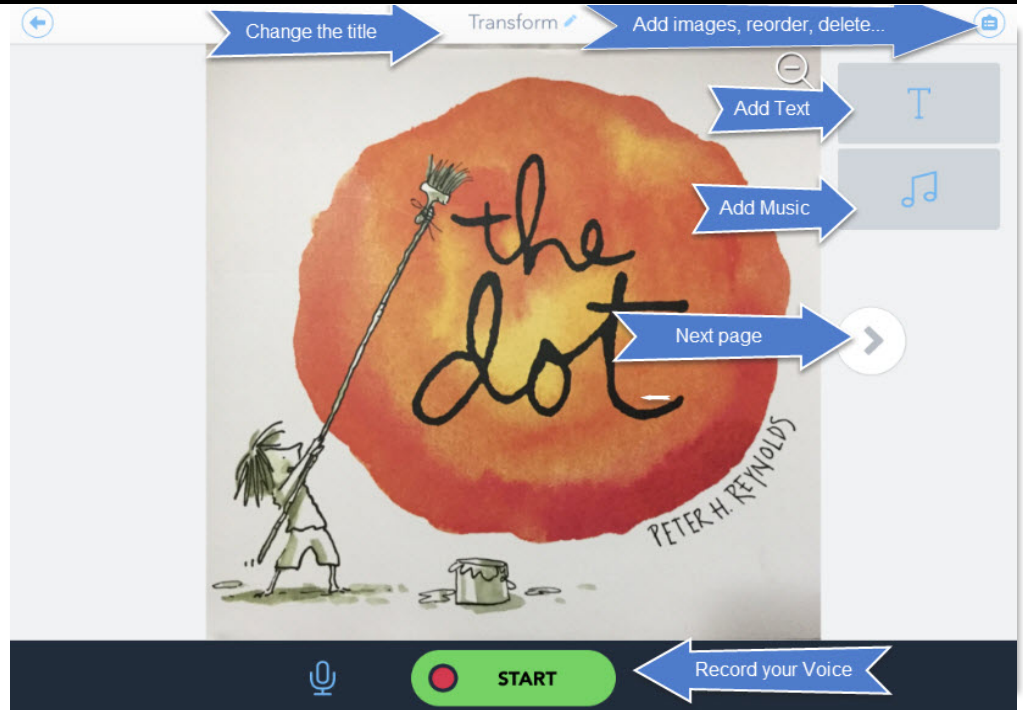 Change the title
Transform
Add images, reorder, delete...
Add Text
T
Add Music
the
dot
Next page
PETER H. REYNOLDS
START
Record your Voice